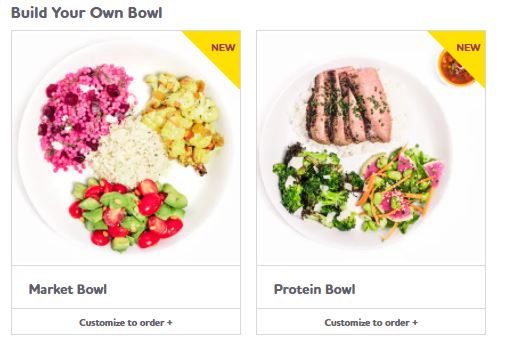 Build Your Own Bowl
NEW
NEW
Market Bowl
Protein Bowl
Customize to order +
Customize to order +